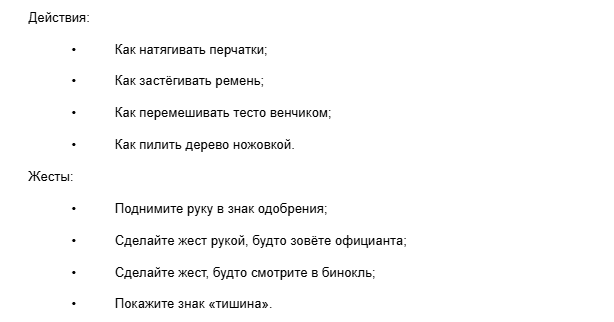 Действия:
• Как натягивать перчатки;
• Как застёгивать ремень;
• Как перемешивать тесто венчиком;
• Как пилить дерево ножовкой.
Жесты:
• Поднимите руку в знак одобрения;
• Сделайте жест рукой, будто зовёте официанта;
• Сделайте жест, будто смотрите в бинокль;
• Покажите знак «тишина».